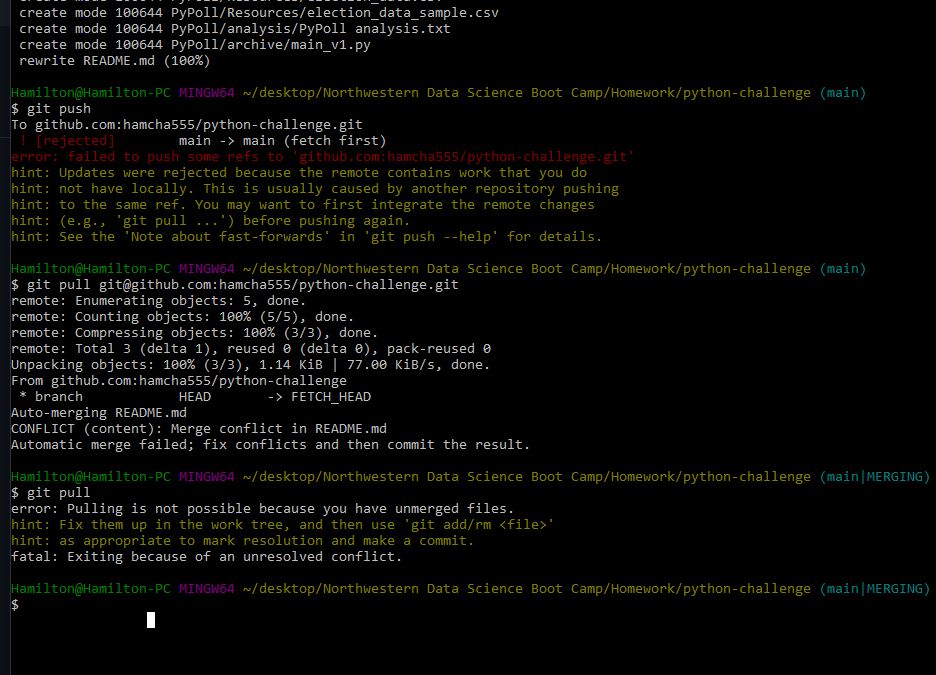 create mode 100644 PyPoll/Resources/election_data_sample.csv
create mode 100644 PyPoll/analysis/PyPoll analysis.txt
create mode 100644 PyPoll/archive/main_v1.py
rewrite README.md (100%)
Hamilton@Hamilton-PC MINGW64 ~/desktop/Northwestern Data Science Boot Camp/Homework/python-challenge (main)
$ git push
To github.com:hamcha555/python-challenge.git
! [rejected] main -> main (fetch first)
error: failed to push some refs to 'github.com:hamcha555/python-challenge.git'
hint: Updates were rejected because the remote contains work that you do
hint: not have locally. This is usually caused by another repository pushing
hint: to the same ref. You may want to first integrate the remote changes
hint: (e.g., 'git pull ...') before pushing again.
hint: See the 'Note about fast-forwards' in 'git push --help' for details.
Hamilton@Hamilton-PC MINGW64 ~/desktop/Northwestern Data Science Boot Camp/Homework/python-challenge (main)
$ git pull git@github.com:hamcha555/python-challenge.git
remote: Enumerating objects: 5, done.
remote: Counting objects: 100% (5/5), done.
remote: Compressing objects: 100% (3/3), done.
remote: Total 3 (delta 1), reused 0 (delta 0), pack-reused 0
Unpacking objects: 100% (3/3), 1.14 KiB | 77.00 KiB/s, done.
From github.com:hamcha555/python-challenge
* branch HEAD -> FETCH_HEAD
Auto-merging README.md
CONFLICT (content): Merge conflict in README.md
Automatic merge failed; fix conflicts and then commit the result.
Hamilton@Hamilton-PC MINGW64 ~/desktop/Northwestern Data Science Boot Camp/Homework/python-challenge (main|MERGING)
$ git pull
error: Pulling is not possible because you have unmerged files.
hint: Fix them up in the work tree, and then use 'git add/rm <file>'
hint: as appropriate to mark resolution and make a commit.
fatal: Exiting because of an unresolved conflict.
Hamilton@Hamilton-PC MINGW64 ~/desktop/Northwestern Data Science Boot Camp/Homework/python-challenge (main|MERGING)
$